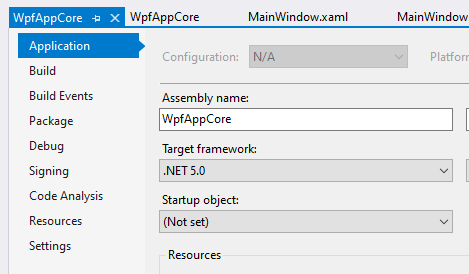 WpfAppCore WpfAppCore MainWindow.xaml MainWindow
Application
Build
Build Events
Package
Debug
Signing
Code Analysis
Resources
Settings
Configuration: N/A Platfor
Assembly name:
WpfAppCore
Target framework:
.NET 5.0
Startup object:
(Not set)
Resources